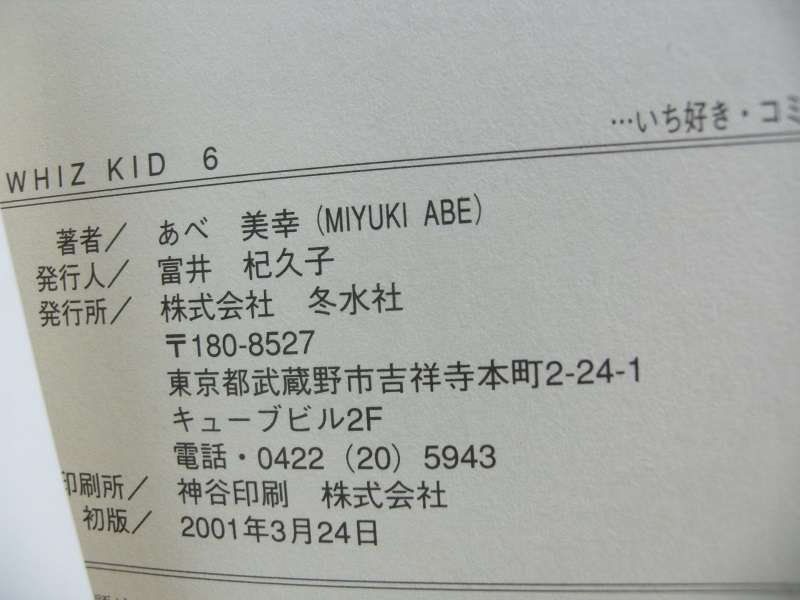 …いち好き・コミ
WHIZ KID 6
著者／ あべ 美幸（MIYUKI ABE）
発行人／ 富井 杞久子
発行所／ 株式会社 冬水社
〒180-8527
東京都武蔵野市吉祥寺本町2-24-1
キューブビル2F
電話・0422（20）5943
印刷所／ 神谷印刷 株式会社
初版／ 2001年3月24日